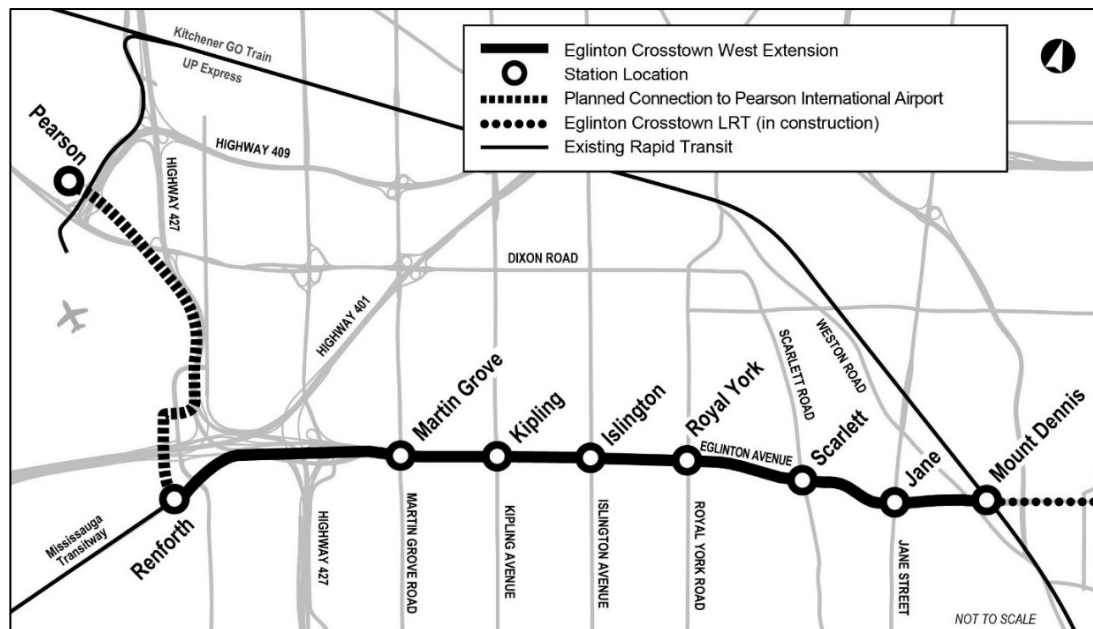 Kitchener GO Train
UP Express
Eglinton Crosstown West Extension
Station Location
Planned Connection to Pearson International Airport
Eglinton Crosstown LRT (in construction)
Existing Rapid Transit
Pearson
HIGHWAY 427
HIGHWAY 409
DIXON ROAD
HIGHWAY 401
SCARLETT ROAD
WESTON ROAD
Martin Grove
Kipling
Islington
Royal York
EGLINTON AVENUE
Scarlett
Jane
Mount Dennis
Mississauga
Transitway
Renforth
HIGHWAY 427
MARTIN GROVE ROAD
KIPLING AVENUE
ISLINGTON AVENUE
ROYAL YORK ROAD
JANE STREET
NOT TO SCALE